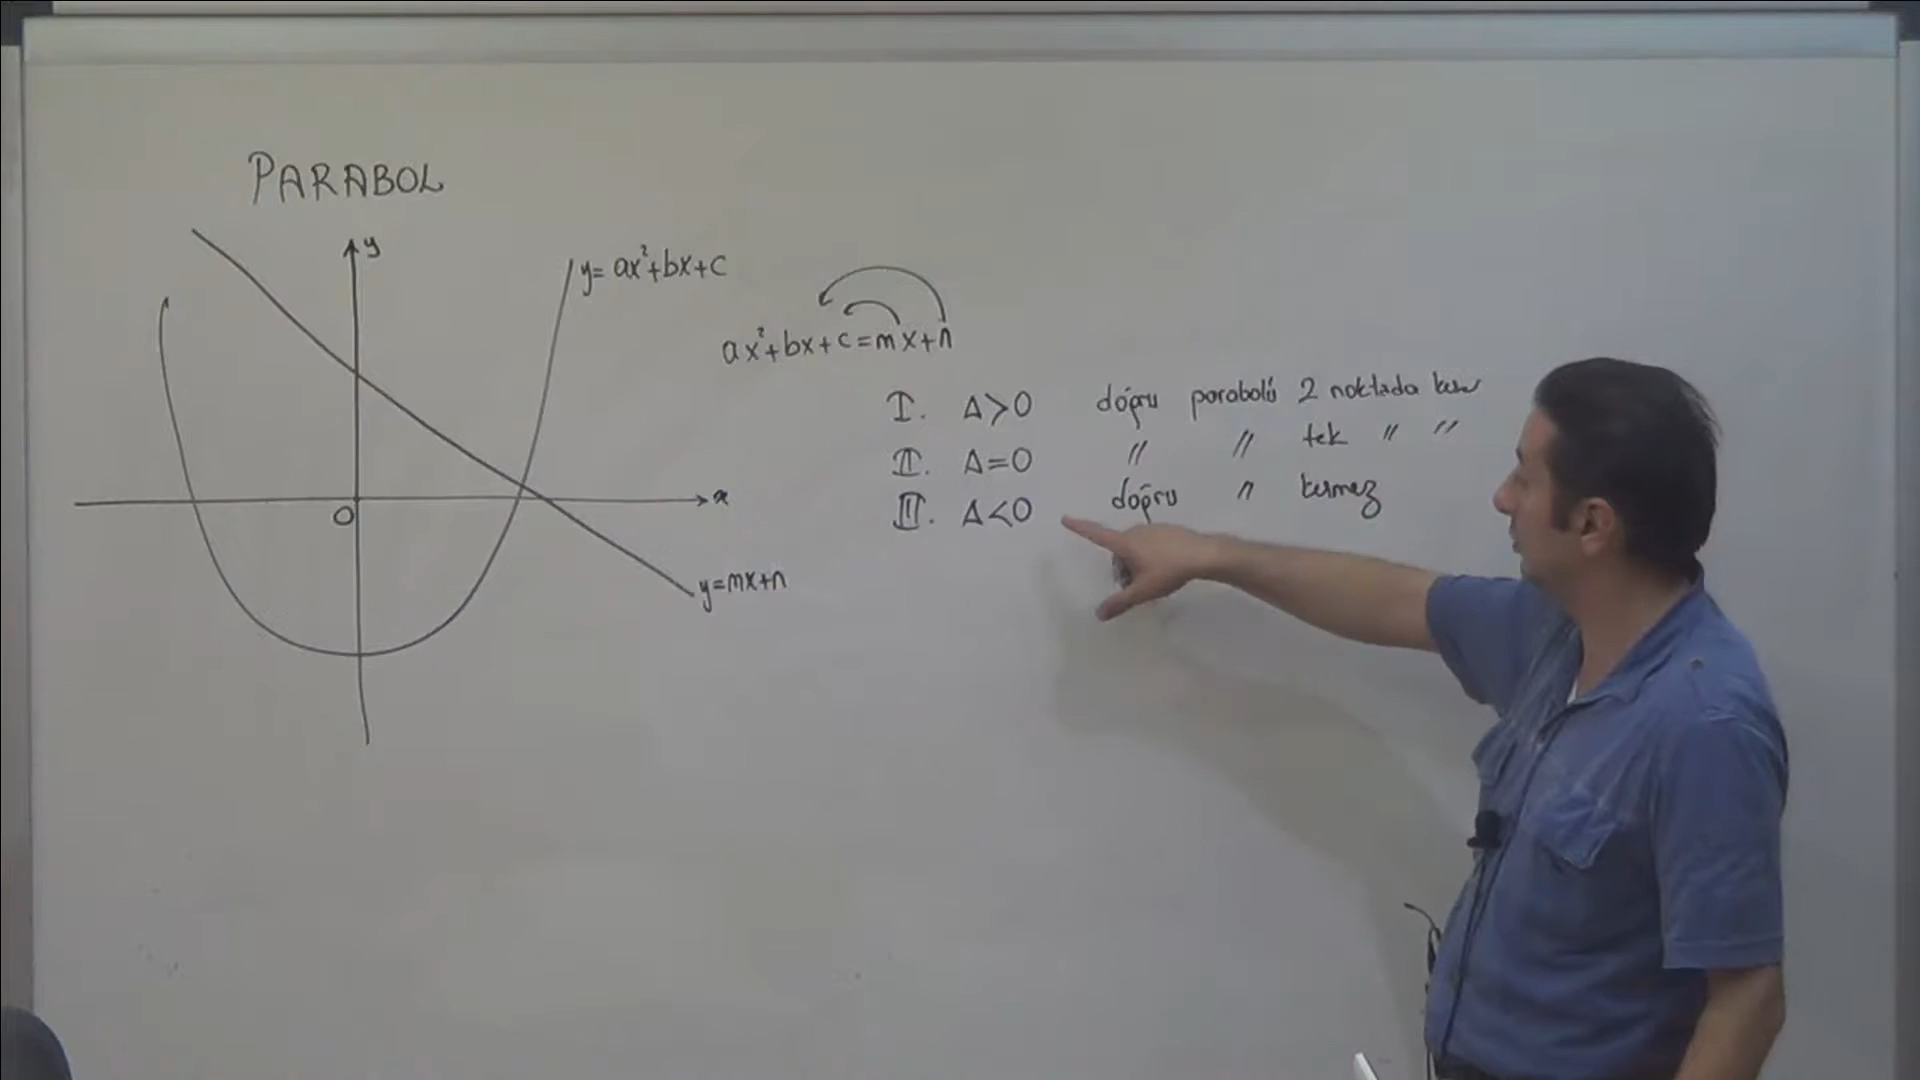 PARABOL
y
y= ax²+bx+c
ax²+bx+c=mx+n
I. Δ>0 doğru parabolü 2 noktada keser
II. Δ=0 〃 〃 tek 〃 〃
III. Δ<0 doğru 〃 kesmez
x
O
y=mx+n